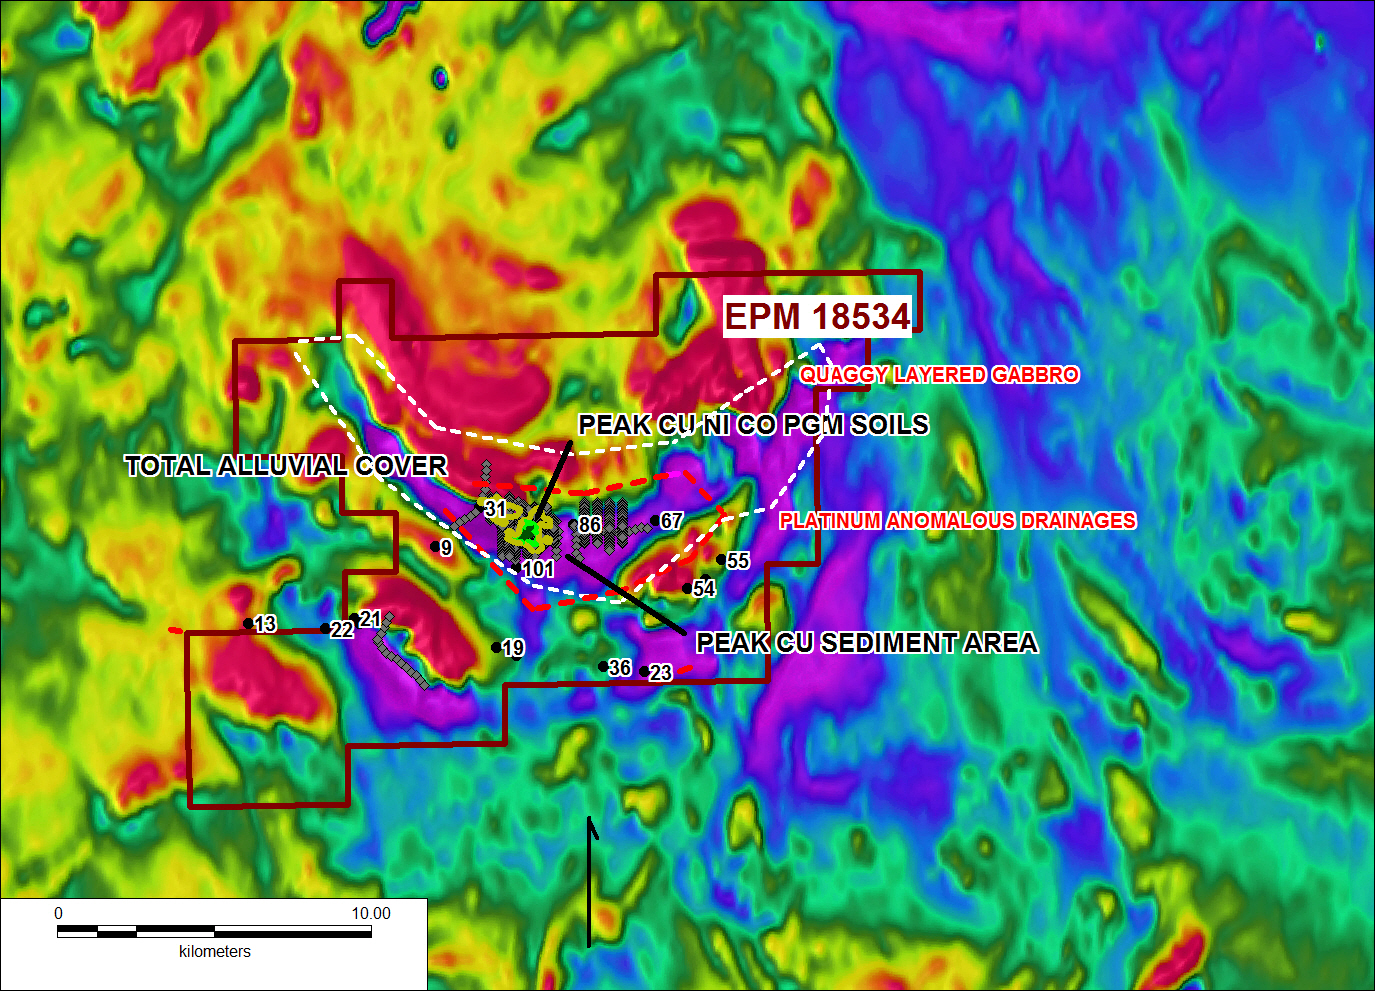 EPM 18534
QUAGGY LAYERED GABBRO
PEAK CU NI CO PGM SOILS
TOTAL ALLUVIAL COVER
31
86
67
PLATINUM ANOMALOUS DRAINAGES
9
101
55
54
13
22
21
19
PEAK CU SEDIMENT AREA
36
23
0 10.00
kilometers